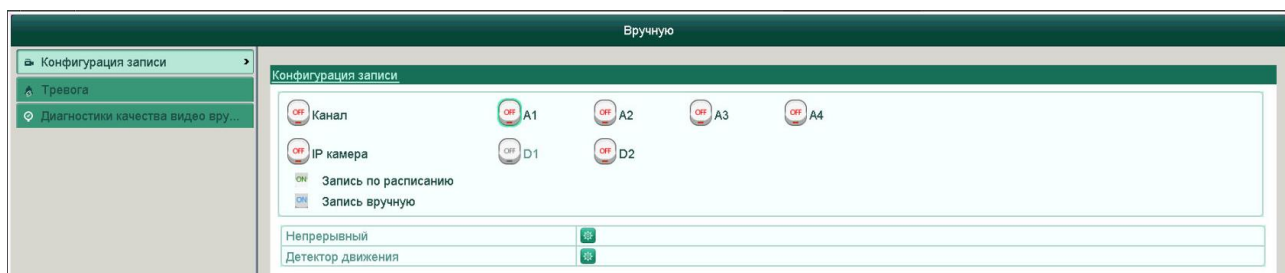 Вручную
Конфигурация записи
Тревога
Диагностики качества видео вру...
Конфигурация записи
OFF Канал OFF A1 OFF A2 OFF A3 OFF A4
OFF IP камера OFF D1 OFF D2
ON Запись по расписанию
ON Запись вручную
Непрерывный
Детектор движения